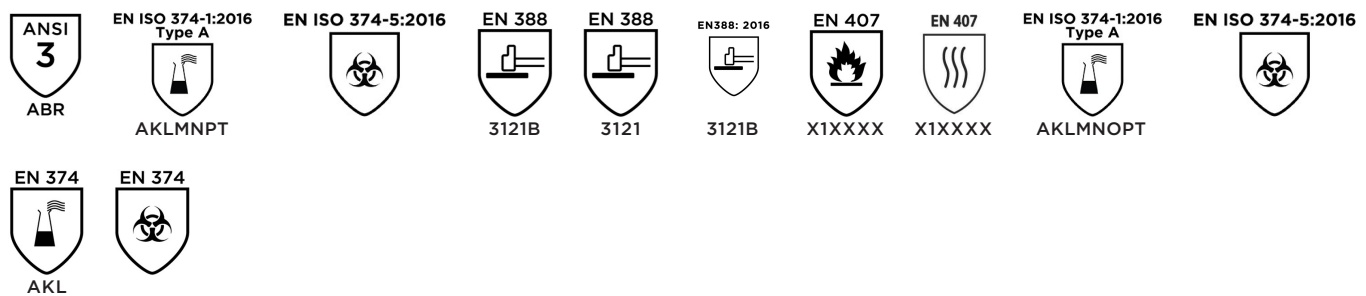 ANSI
3
ABR
EN ISO 374-1:2016
Type A
AKLMNPT
EN ISO 374-5:2016
EN 388
3121B
EN 388
3121
EN388: 2016
3121B
EN 407
X1XXXX
EN 407
X1XXXX
EN ISO 374-1:2016
Type A
AKLMNOPT
EN ISO 374-5:2016
EN 374
AKL
EN 374